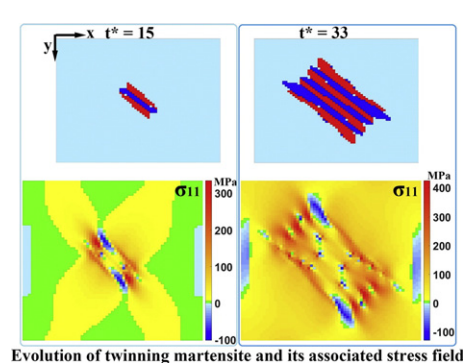 x t* = 15
y
t* = 33
MPa
σ11
300
200
100
0
-100
MPa
σ11
400
300
200
100
0
-100
Evolution of twinning martensite and its associated stress field